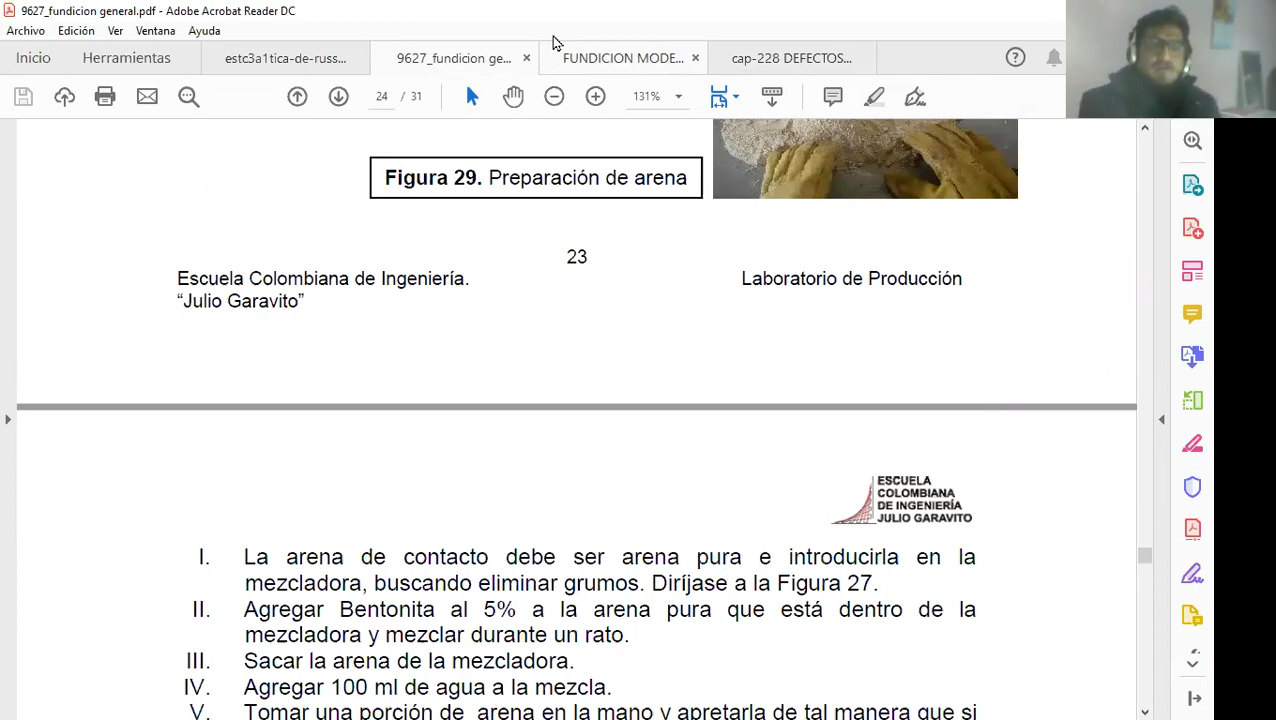 9627_fundicion general.pdf - Adobe Acrobat Reader DC
Archivo Edición Ver Ventana Ayuda
Inicio Herramientas estc3a1tica-de-russ... 9627_fundicion ge... × FUNDICION MODE... × cap-228 DEFECTOS...
24 / 31 131%
Figura 29. Preparación de arena
23
Escuela Colombiana de Ingeniería. Laboratorio de Producción
“Julio Garavito”
ESCUELA
COLOMBIANA
DE INGENIERÍA
JULIO GARAVITO
I. La arena de contacto debe ser arena pura e introducirla en la
mezcladora, buscando eliminar grumos. Diríjase a la Figura 27.
II. Agregar Bentonita al 5% a la arena pura que está dentro de la
mezcladora y mezclar durante un rato.
III. Sacar la arena de la mezcladora.
IV. Agregar 100 ml de agua a la mezcla.
V. Tomar una porción de arena en la mano y apretarla de tal manera que si